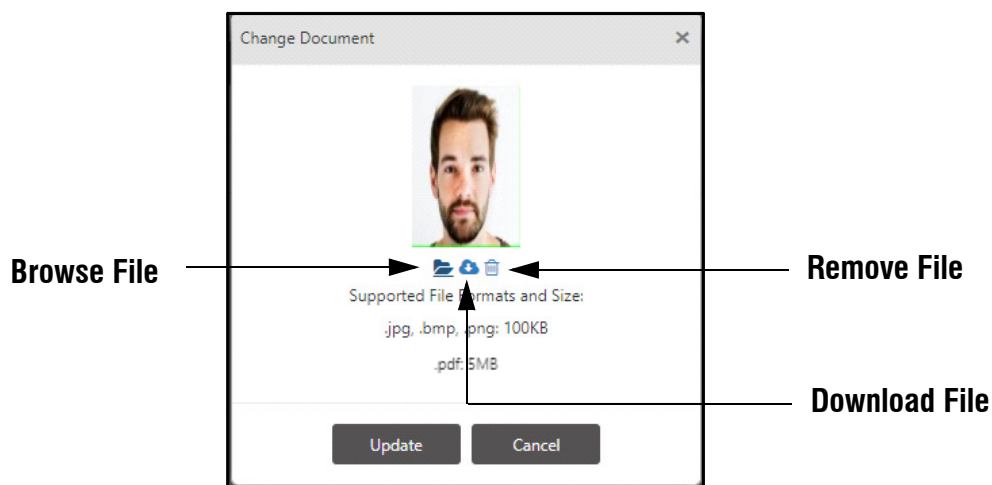 Change Document
Browse File
Remove File
Supported File Formats and Size:
.jpg, .bmp, .png: 100KB
.pdf: 5MB
Download File
Update
Cancel